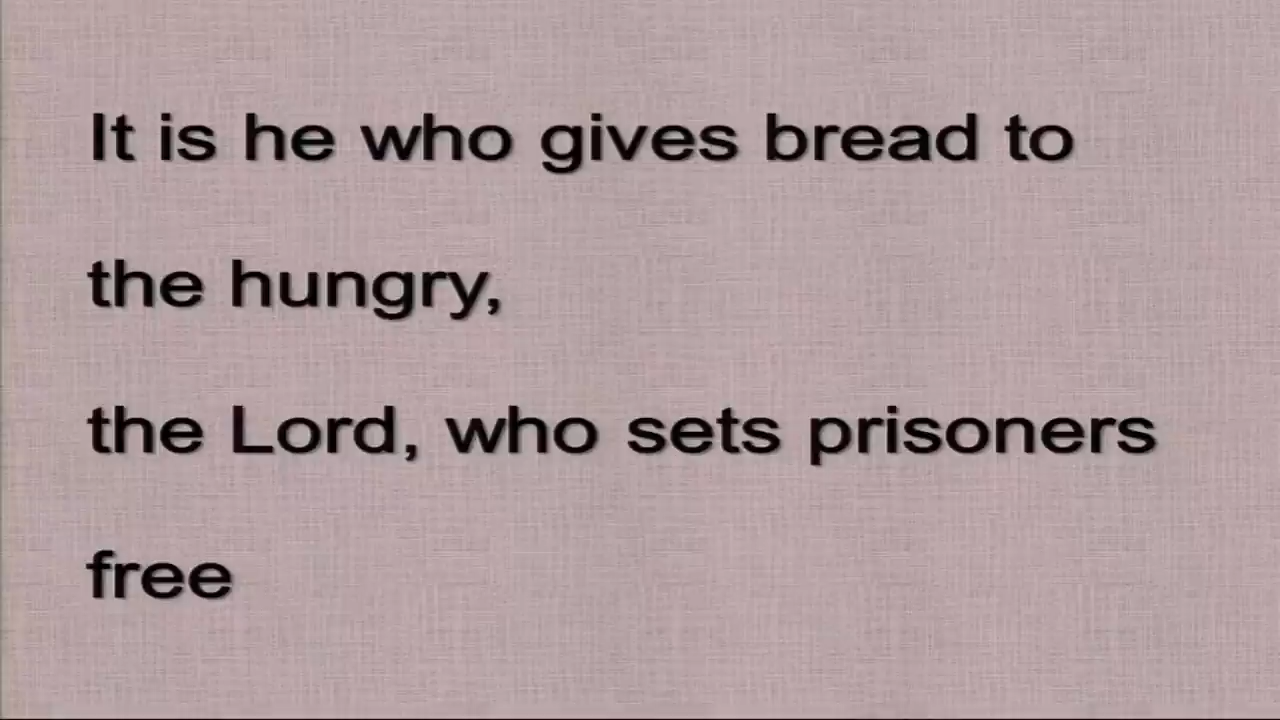 It is he who gives bread to
the hungry,
the Lord, who sets prisoners
free